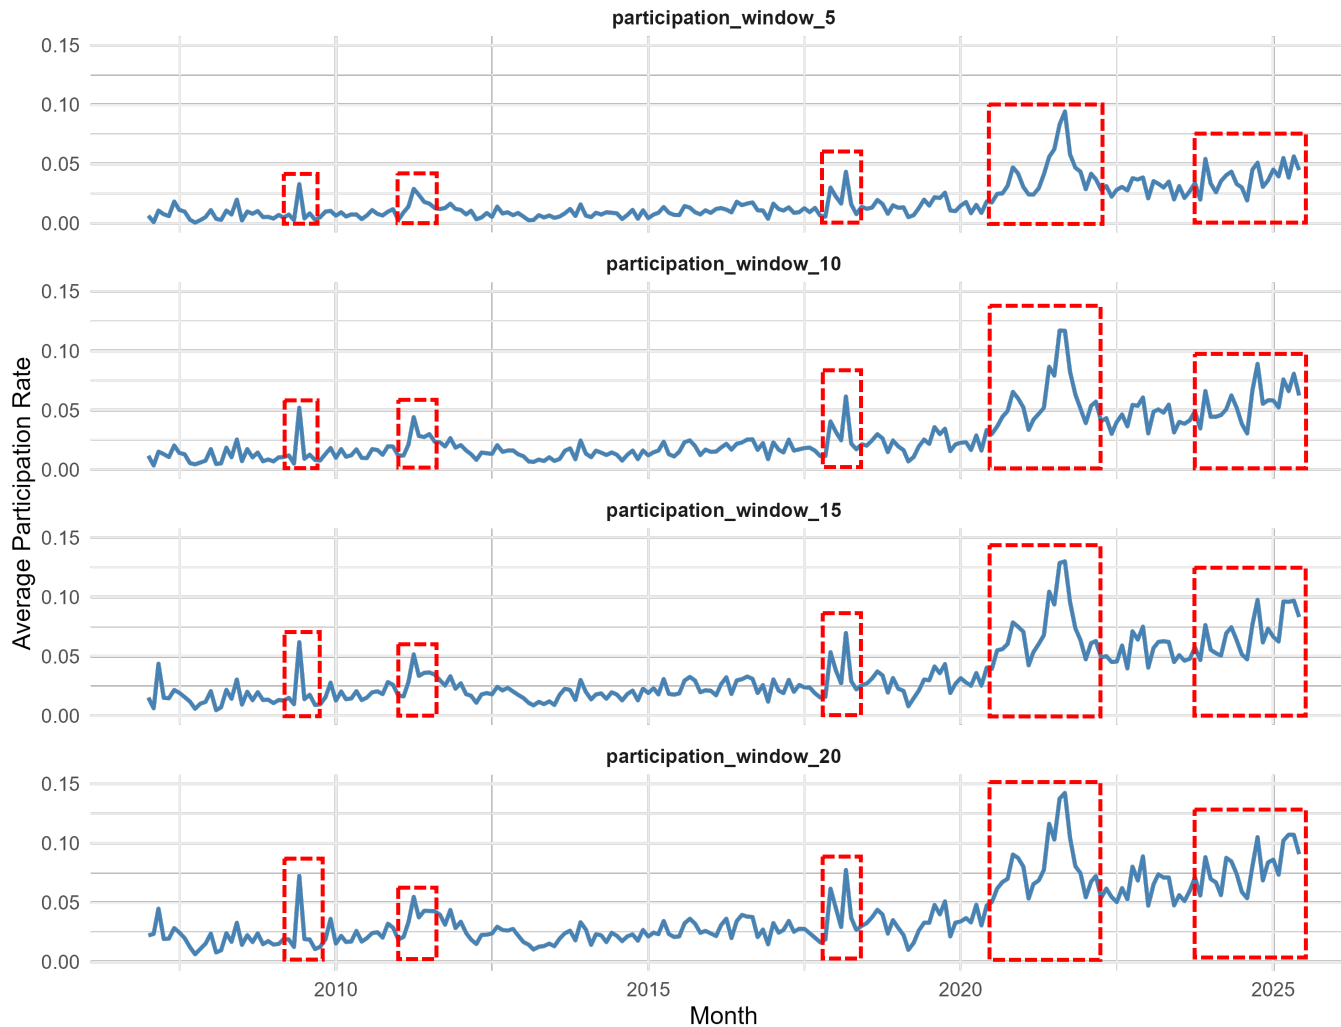 participation_window_5
0.15
0.10
0.05
0.00
participation_window_10
0.15
0.10
0.05
0.00
participation_window_15
0.15
0.10
0.05
0.00
participation_window_20
0.15
0.10
0.05
0.00
Average Participation Rate
2010 2015 2020 2025
Month